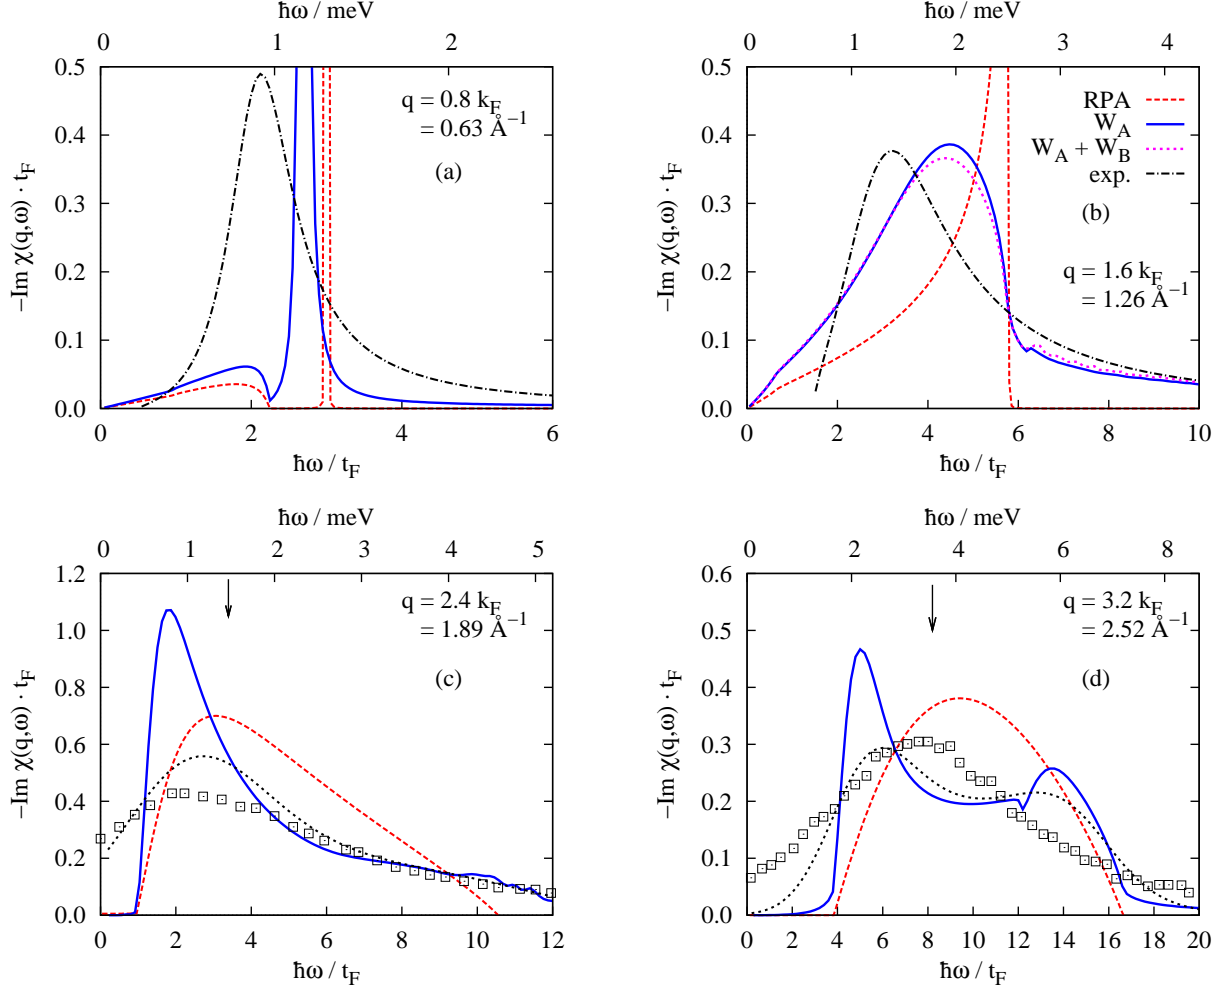 ħω / meV
0 1 2
0.5
0.4
0.3
0.2
0.1
0.0
−Im χ(q,ω) · t_F
q = 0.8 k_F
= 0.63 Å⁻¹
(a)
0 2 4 6
ħω / t_F
ħω / meV
0 1 2 3 4
0.5
0.4
0.3
0.2
0.1
0.0
−Im χ(q,ω) · t_F
RPA
W_A
W_A + W_B
exp.
(b)
q = 1.6 k_F
= 1.26 Å⁻¹
0 2 4 6 8 10
ħω / t_F
ħω / meV
0 1 2 3 4 5
1.2
1.0
0.8
0.6
0.4
0.2
0.0
−Im χ(q,ω) · t_F
q = 2.4 k_F
= 1.89 Å⁻¹
(c)
0 2 4 6 8 10 12
ħω / t_F
ħω / meV
0 1 2 3 4 5 6 7 8
0.6
0.5
0.4
0.3
0.2
0.1
0.0
−Im χ(q,ω) · t_F
q = 3.2 k_F
= 2.52 Å⁻¹
(d)
0 2 4 6 8 10 12 14 16 18 20
ħω / t_F